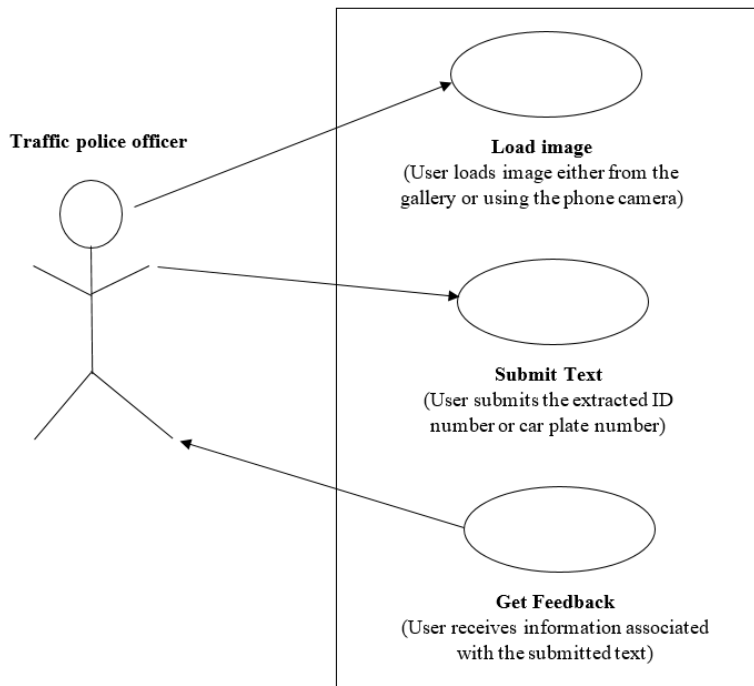 Traffic police officer
Load image
(User loads image either from the
gallery or using the phone camera)
Submit Text
(User submits the extracted ID
number or car plate number)
Get Feedback
(User receives information associated
with the submitted text)